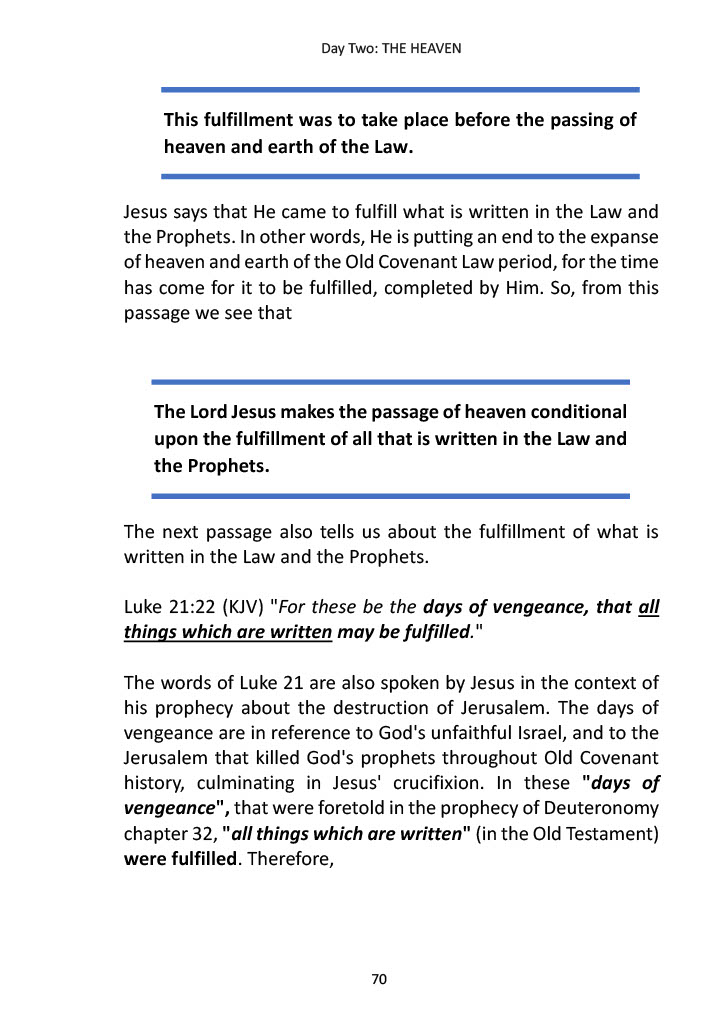 Day Two: THE HEAVEN
This fulfillment was to take place before the passing of
heaven and earth of the Law.
Jesus says that He came to fulfill what is written in the Law and
the Prophets. In other words, He is putting an end to the expanse
of heaven and earth of the Old Covenant Law period, for the time
has come for it to be fulfilled, completed by Him. So, from this
passage we see that
The Lord Jesus makes the passage of heaven conditional
upon the fulfillment of all that is written in the Law and
the Prophets.
The next passage also tells us about the fulfillment of what is
written in the Law and the Prophets.
Luke 21:22 (KJV) "For these be the days of vengeance, that all
things which are written may be fulfilled."
The words of Luke 21 are also spoken by Jesus in the context of
his prophecy about the destruction of Jerusalem. The days of
vengeance are in reference to God's unfaithful Israel, and to the
Jerusalem that killed God's prophets throughout Old Covenant
history, culminating in Jesus' crucifixion. In these "days of
vengeance", that were foretold in the prophecy of Deuteronomy
chapter 32, "all things which are written" (in the Old Testament)
were fulfilled. Therefore,
70